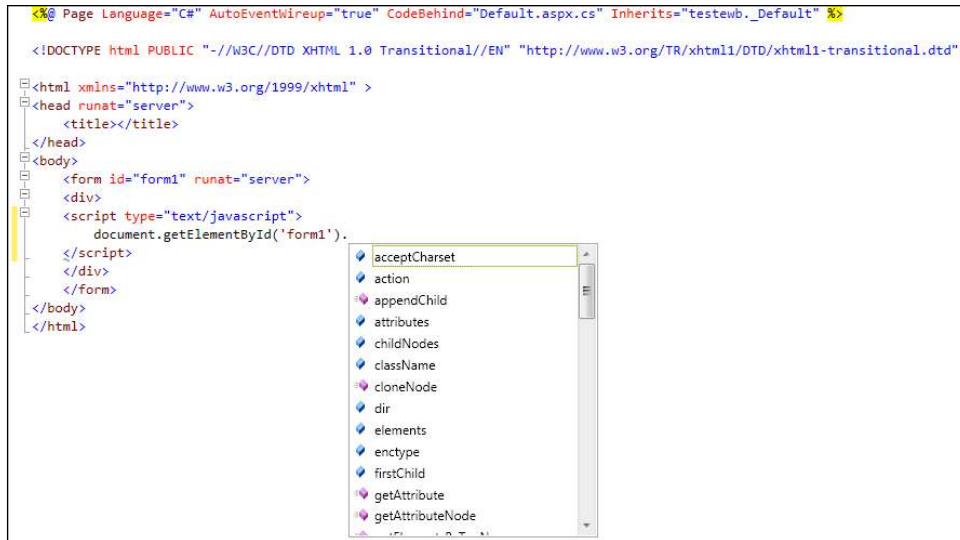 <%@ Page Language="C#" AutoEventWireup="true" CodeBehind="Default.aspx.cs" Inherits="testewb._Default" %>
<!DOCTYPE html PUBLIC "-//W3C//DTD XHTML 1.0 Transitional//EN" "http://www.w3.org/TR/xhtml1/DTD/xhtml1-transitional.dtd"
<html xmlns="http://www.w3.org/1999/xhtml" >
<head runat="server">
<title></title>
</head>
<body>
<form id="form1" runat="server">
<div>
<script type="text/javascript">
document.getElementById('form1').
</script>
</div>
</form>
</body>
</html>
acceptCharset
action
appendChild
attributes
childNodes
className
cloneNode
dir
elements
enctype
firstChild
getAttribute
getAttributeNode